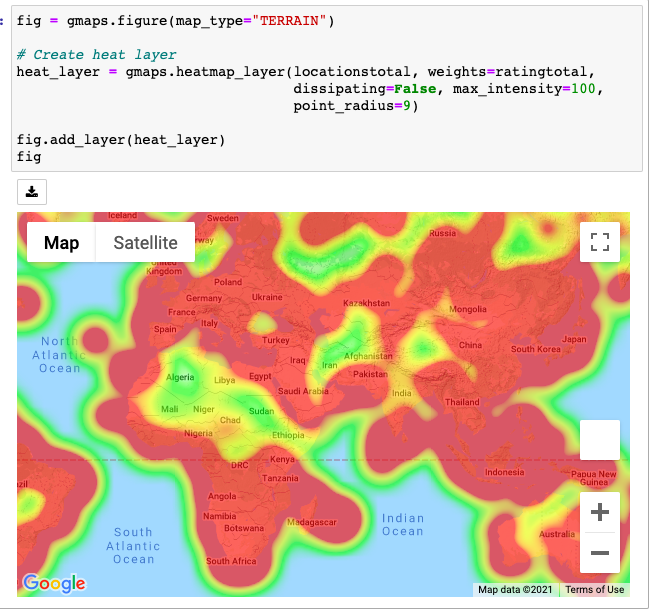 :
fig = gmaps.figure(map_type="TERRAIN")
# Create heat layer
heat_layer = gmaps.heatmap_layer(locationstotal, weights=ratingtotal,
dissipating=False, max_intensity=100,
point_radius=9)
fig.add_layer(heat_layer)
fig
Iceland
Sweden
Map
Satellite
Russia
United
Kingdom
Poland
Germany
Ukraine
Kazakhstan
Mongolia
France
Spain
Italy
Turkey
North
Atlantic
Ocean
Japan
China
South Korea
Iraq
Iran
Afghanistan
Pakistan
Algeria
Libya
Egypt
Saudi Arabia
India
Thailand
Mali
Niger
Chad
Sudan
Nigeria
Ethiopia
DRC
Kenya
Tanzania
Indonesia
Papua New
Guinea
zil
Angola
Namibia
Botswana
Madagascar
Indian
Ocean
South
Atlantic
Ocean
Australia
South Africa
+
−
Google
Map data ©2021
Terms of Use